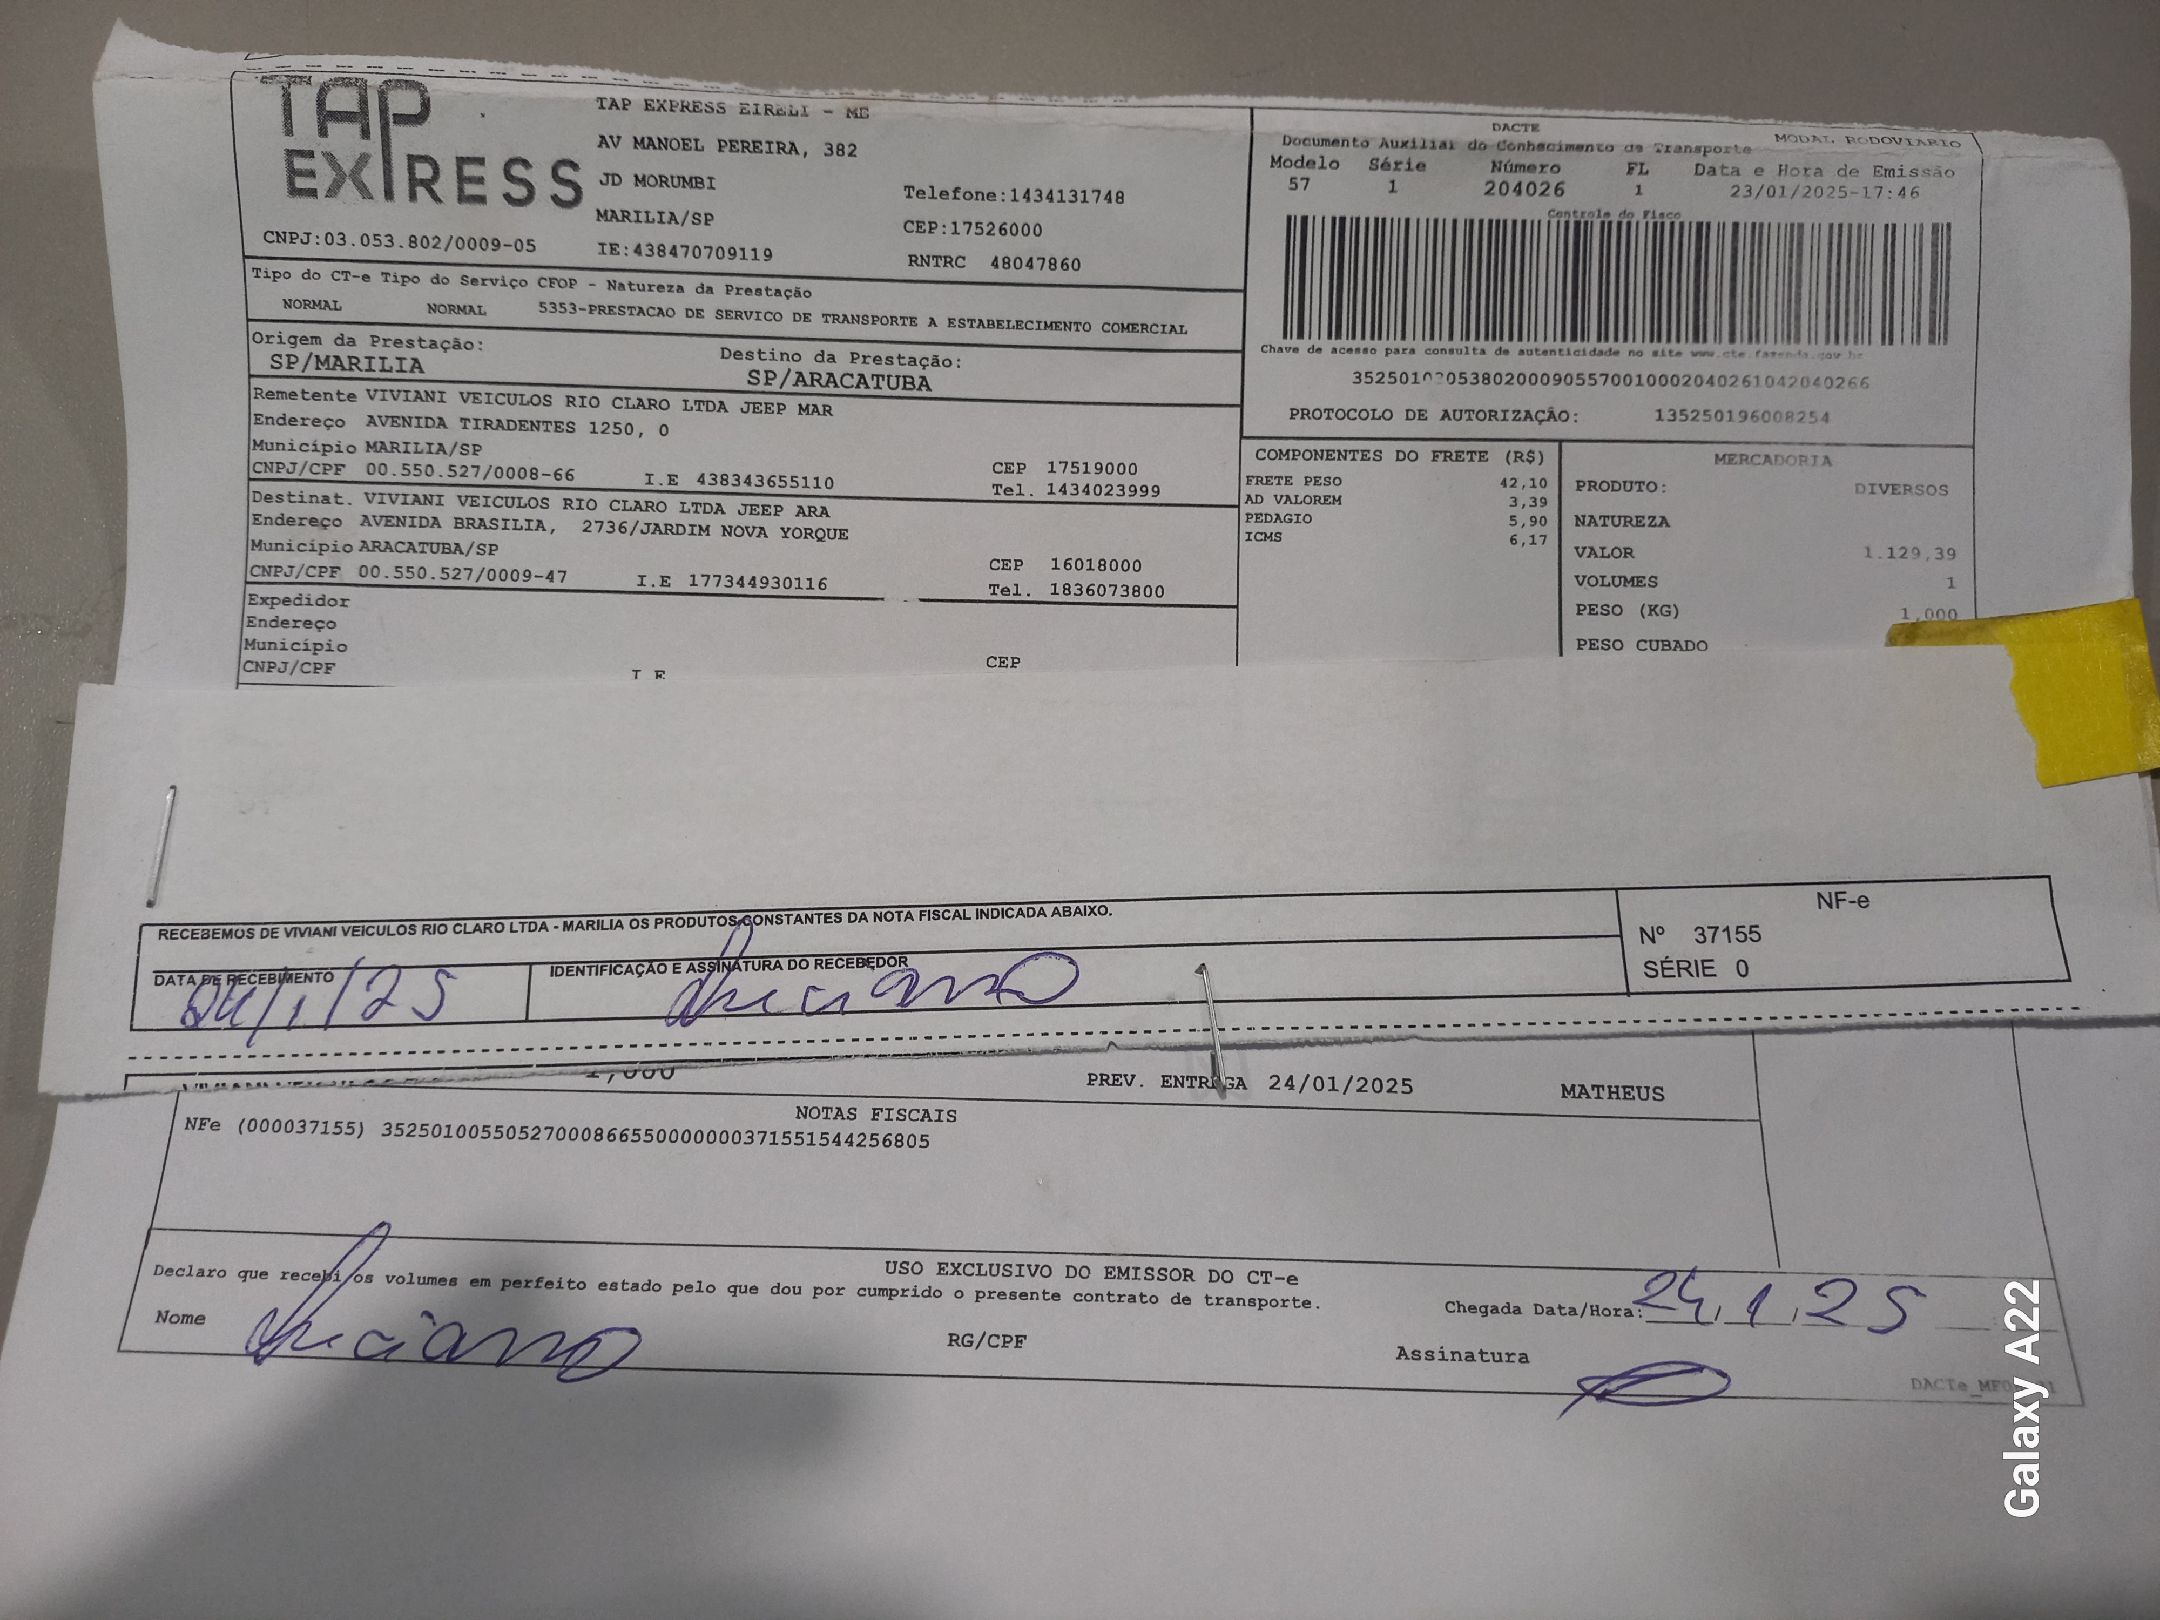 TAP EXPRESS
TAP EXPRESS EIRELI - ME
AV MANOEL PEREIRA, 382
JD MORUMBI
Telefone:1434131748
MARILIA/SP
CEP:17526000
CNPJ:03.053.802/0009-05
IE:438470709119
RNTRC 48047860
DACTE
MODAL RODOVIARIO
Documento Auxiliar do Conhecimento de Transporte
Modelo Série Número FL Data e Hora de Emissão
57 1 204026 1 23/01/2025-17:46
Controle do Fisco
Chave de acesso para consulta de autenticidade no site www.cte.fazenda.gov.br
PROTOCOLO DE AUTORIZAÇÃO: 135250196008254
Tipo do CT-e Tipo do Serviço CFOP - Natureza da Prestação
NORMAL NORMAL 5353-PRESTACAO DE SERVICO DE TRANSPORTE A ESTABELECIMENTO COMERCIAL
Origem da Prestação: Destino da Prestação:
SP/MARILIA SP/ARACATUBA
Remetente VIVIANI VEICULOS RIO CLARO LTDA JEEP MAR
Endereço AVENIDA TIRADENTES 1250, 0
Município MARILIA/SP CEP 17519000
CNPJ/CPF 00.550.527/0008-66 I.E 438343655110 Tel. 1434023999
Destinat. VIVIANI VEICULOS RIO CLARO LTDA JEEP ARA
Endereço AVENIDA BRASILIA, 2736/JARDIM NOVA YORQUE
Município ARACATUBA/SP CEP 16018000
CNPJ/CPF 00.550.527/0009-47 I.E 177344930116 Tel. 1836073800
Expedidor
Endereço
Município CEP
CNPJ/CPF
COMPONENTES DO FRETE (R$)
FRETE PESO 42,10
AD VALOREM 3,39
PEDAGIO 5,90
ICMS 6,17
MERCADORIA
PRODUTO: DIVERSOS
NATUREZA
VALOR 1.129,39
VOLUMES 1
PESO (KG) 1,000
PESO CUBADO
RECEBEMOS DE VIVIANI VEICULOS RIO CLARO LTDA - MARILIA OS PRODUTOS CONSTANTES DA NOTA FISCAL INDICADA ABAIXO.
NF-e
Nº 37155
SÉRIE 0
DATA DE RECEBIMENTO
IDENTIFICAÇÃO E ASSINATURA DO RECEBEDOR
24/1/25
Luciano
PREV. ENTREGA 24/01/2025 MATHEUS
NOTAS FISCAIS
NFe (000037155) 35250100550527000866550000000371551544256805
USO EXCLUSIVO DO EMISSOR DO CT-e
Declaro que recebi os volumes em perfeito estado pelo que dou por cumprido o presente contrato de transporte.
Chegada Data/Hora: 24, 1, 25
Nome Luciano
RG/CPF
Assinatura
Galaxy A22